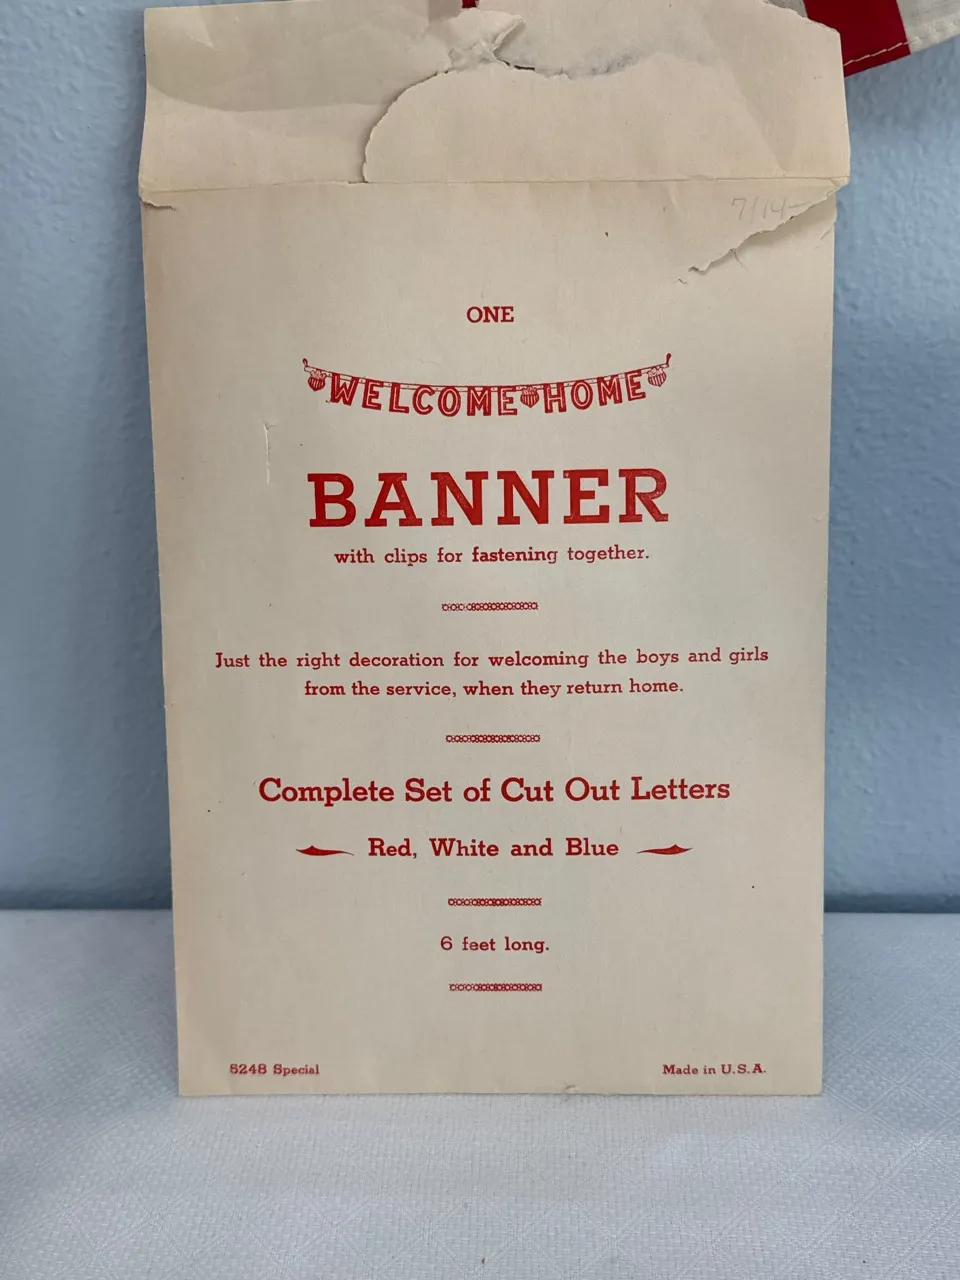 7/14
ONE
WELCOME HOME
BANNER
with clips for fastening together.
Just the right decoration for welcoming the boys and girls
from the service, when they return home.
Complete Set of Cut Out Letters
Red, White and Blue
6 feet long.
5248 Special
Made in U.S.A.